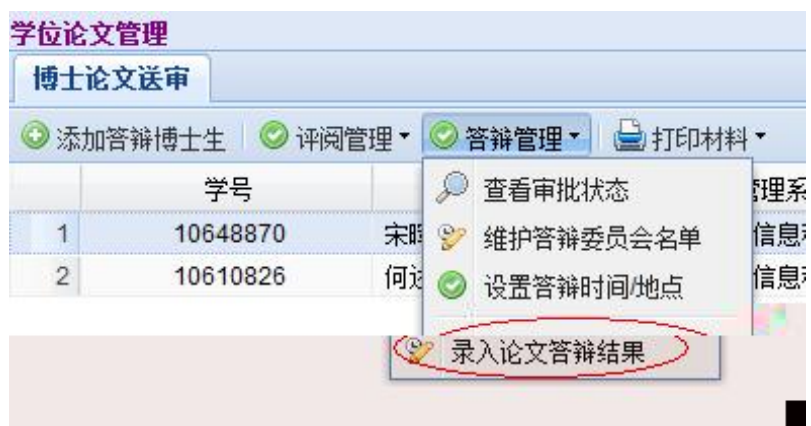 学位论文管理
博士论文送审
添加答辩博士生 评阅管理 答辩管理 打印材料
学号 查看审批状态 管理系
1 10648870 宋 维护答辩委员会名单 信息
2 10610826 何 设置答辩时间/地点 信息
录入论文答辩结果